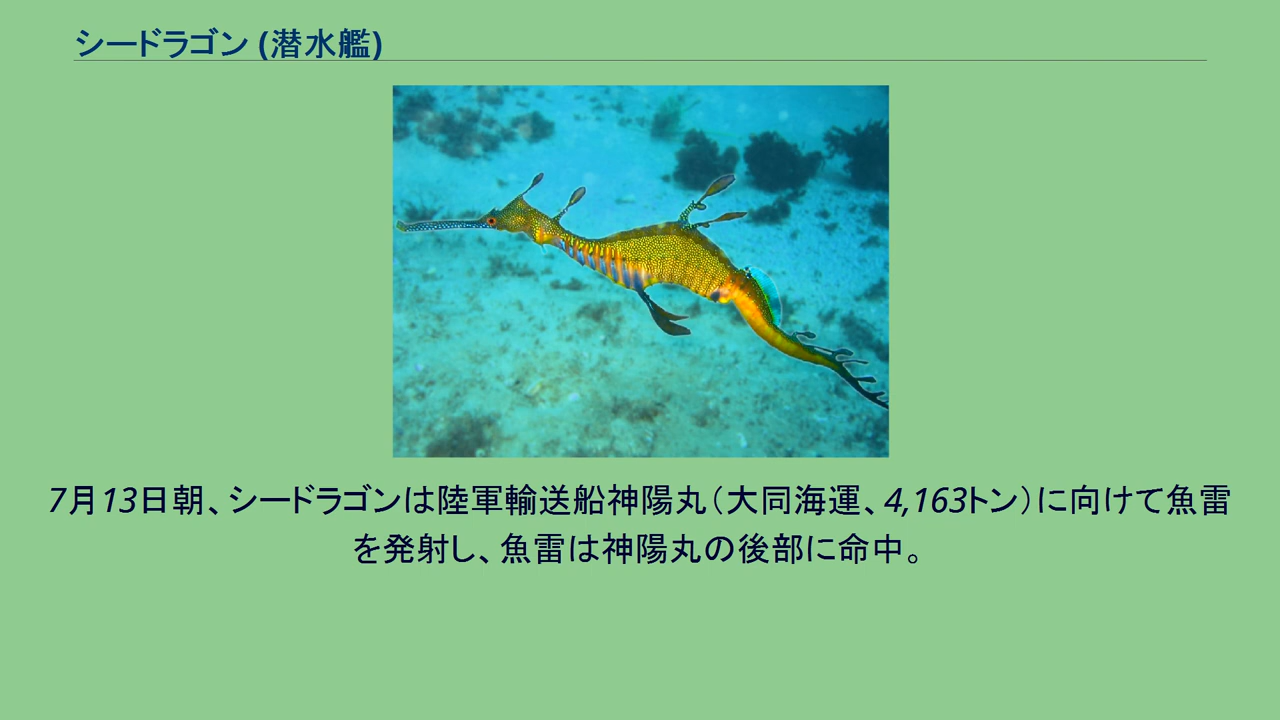 シードラゴン (潜水艦)
7月13日朝、シードラゴンは陸軍輸送船神陽丸（大同海運、4,163トン）に向けて魚雷
を発射し、魚雷は神陽丸の後部に命中。